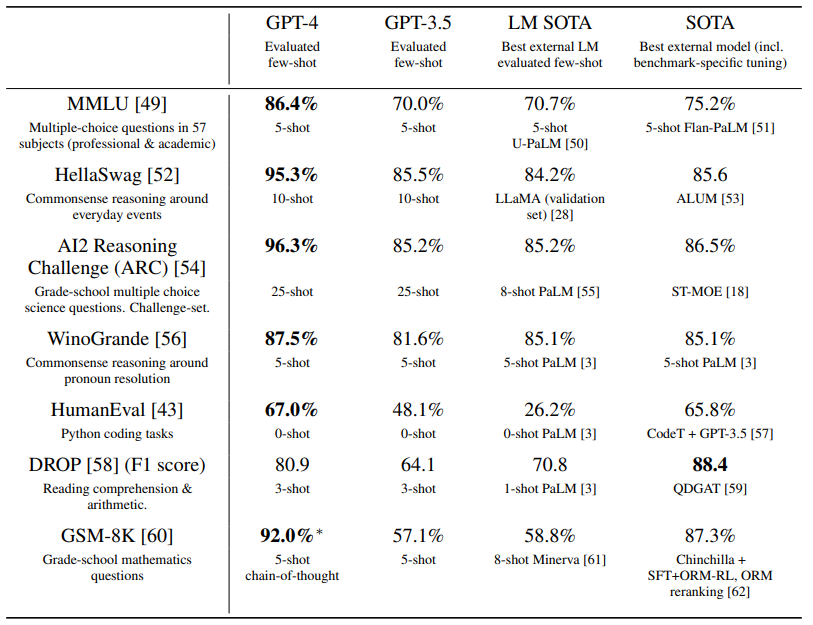 GPT-4 GPT-3.5 LM SOTA SOTA
Evaluated few-shot Evaluated few-shot Best external LM evaluated few-shot Best external model (incl. benchmark-specific tuning)
MMLU [49] 86.4% 70.0% 70.7% 75.2%
Multiple-choice questions in 57 subjects (professional & academic) 5-shot 5-shot 5-shot U-PaLM [50] 5-shot Flan-PaLM [51]
HellaSwag [52] 95.3% 85.5% 84.2% 85.6
Commonsense reasoning around everyday events 10-shot 10-shot LLaMA (validation set) [28] ALUM [53]
AI2 Reasoning Challenge (ARC) [54] 96.3% 85.2% 85.2% 86.5%
Grade-school multiple choice science questions. Challenge-set. 25-shot 25-shot 8-shot PaLM [55] ST-MOE [18]
WinoGrande [56] 87.5% 81.6% 85.1% 85.1%
Commonsense reasoning around pronoun resolution 5-shot 5-shot 5-shot PaLM [3] 5-shot PaLM [3]
HumanEval [43] 67.0% 48.1% 26.2% 65.8%
Python coding tasks 0-shot 0-shot 0-shot PaLM [3] CodeT + GPT-3.5 [57]
DROP [58] (F1 score) 80.9 64.1 70.8 88.4
Reading comprehension & arithmetic. 3-shot 3-shot 1-shot PaLM [3] QDGAT [59]
GSM-8K [60] 92.0%* 57.1% 58.8% 87.3%
Grade-school mathematics questions 5-shot chain-of-thought 5-shot 8-shot Minerva [61] Chinchilla + SFT+ORM-RL, ORM reranking [62]